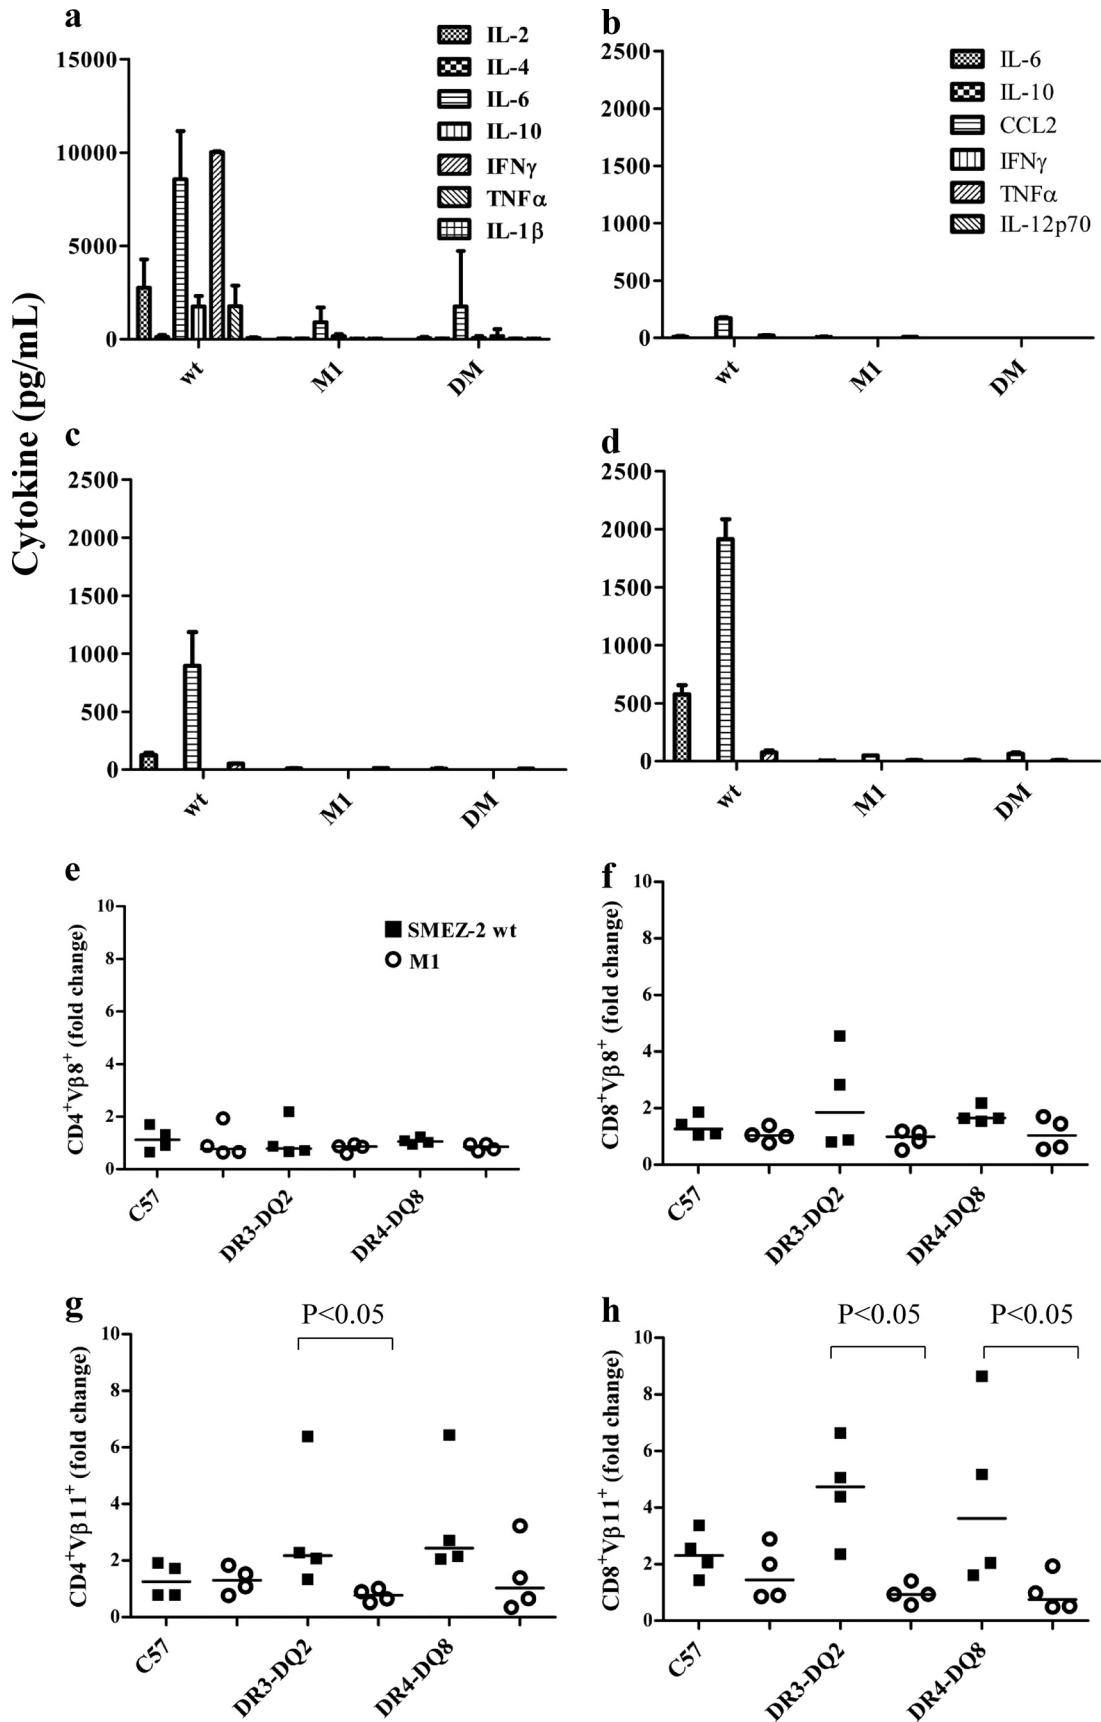 Cytokine (pg/mL)
a
15000
10000
5000
0
IL-2
IL-4
IL-6
IL-10
IFNγ
TNFα
IL-1β
wt
M1
DM
b
2500
2000
1500
1000
500
0
IL-6
IL-10
CCL2
IFNγ
TNFα
IL-12p70
wt
M1
DM
c
2500
2000
1500
1000
500
0
wt
M1
DM
d
2500
2000
1500
1000
500
0
wt
M1
DM
e
CD4+Vβ8+ (fold change)
10
8
6
4
2
0
SMEZ-2 wt
M1
C57
DR3-DQ2
DR4-DQ8
f
CD8+Vβ8+ (fold change)
10
8
6
4
2
0
C57
DR3-DQ2
DR4-DQ8
g
CD4+Vβ11+ (fold change)
10
8
6
4
2
0
P<0.05
C57
DR3-DQ2
DR4-DQ8
h
CD8+Vβ11+ (fold change)
10
8
6
4
2
0
P<0.05
P<0.05
C57
DR3-DQ2
DR4-DQ8